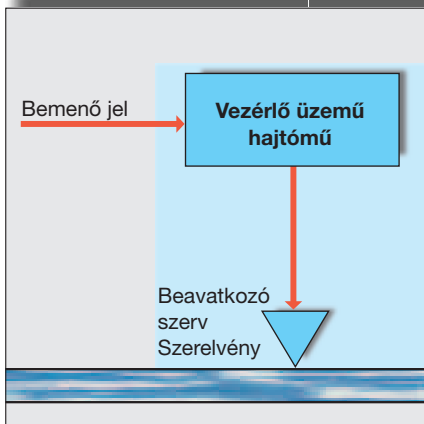 Bemenő jel
Vezérlő üzemű
hajtómű
Beavatkozó
szerv
Szerelvény